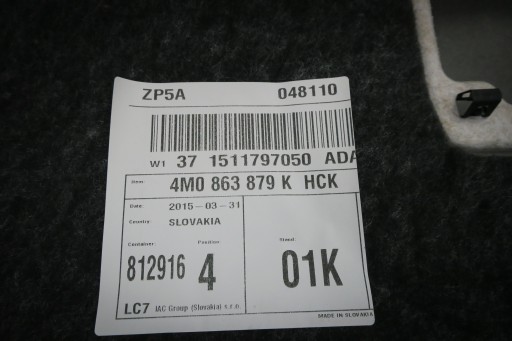 ZP5A 048110
W1 37 1511797050 ADA
Item: 4M0 863 879 K HCK
Date: 2015-03-31
Country: SLOVAKIA
Container: Position Stand:
812916 4 01K
LC7 IAC Group (Slovakia) s.r.o.
MADE IN SLOVAKIA